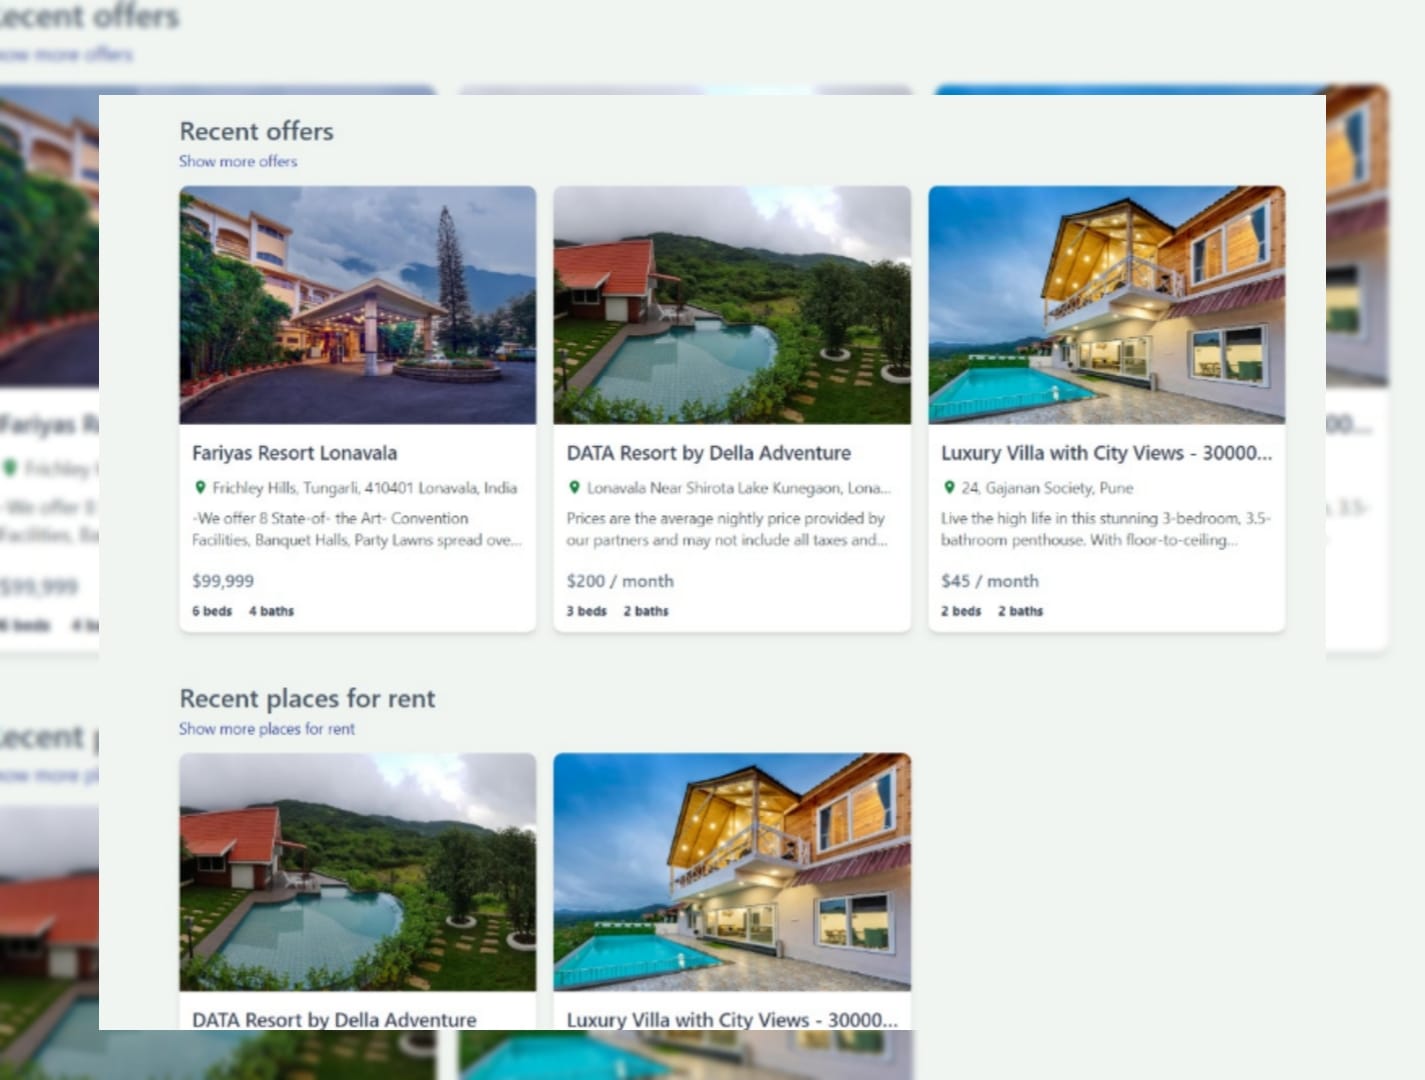 Recent offers
Show more offers
Fariyas Resort Lonavala
Frichley Hills, Tungarli, 410401 Lonavala, India
-We offer 8 State-of- the Art- Convention
Facilities, Banquet Halls, Party Lawns spread ove...
$99,999
6 beds 4 baths
DATA Resort by Della Adventure
Lonavala Near Shirota Lake Kunegaon, Lona...
Prices are the average nightly price provided by
our partners and may not include all taxes and...
$200 / month
3 beds 2 baths
Luxury Villa with City Views - 30000...
24, Gajanan Society, Pune
Live the high life in this stunning 3-bedroom, 3.5-
bathroom penthouse. With floor-to-ceiling...
$45 / month
2 beds 2 baths
Recent places for rent
Show more places for rent
DATA Resort by Della Adventure
Luxury Villa with City Views - 30000...